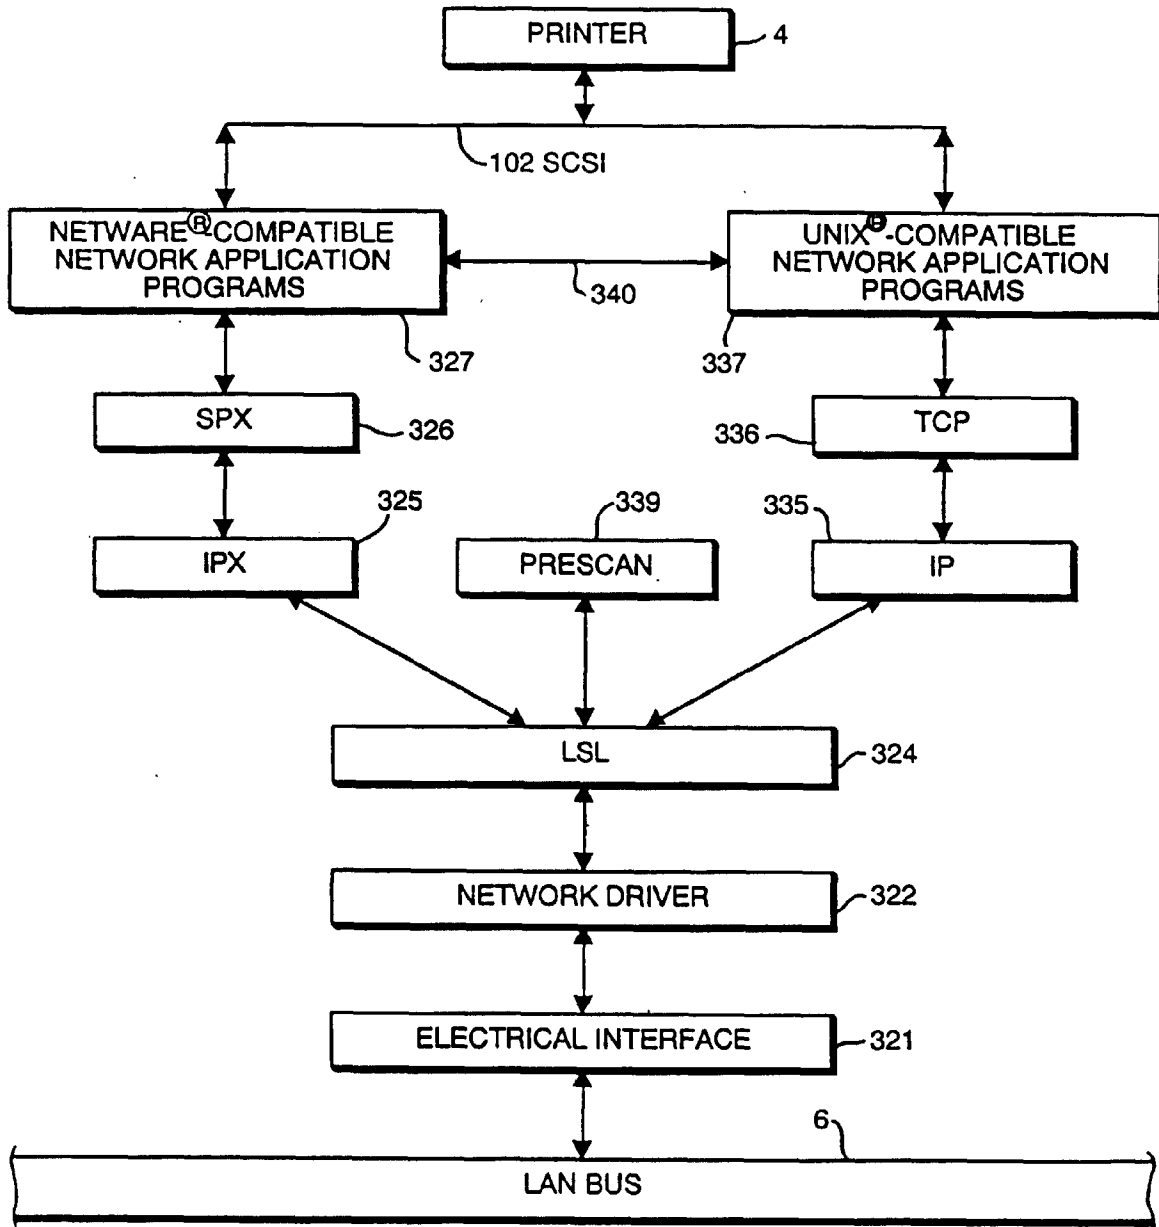 PRINTER
4
102 SCSI
NETWARE®-COMPATIBLE
NETWORK APPLICATION
PROGRAMS
UNIX®-COMPATIBLE
NETWORK APPLICATION
PROGRAMS
340
327
337
SPX
326
336
TCP
325
339
335
IPX
PRESCAN
IP
LSL
324
NETWORK DRIVER
322
ELECTRICAL INTERFACE
321
6
LAN BUS